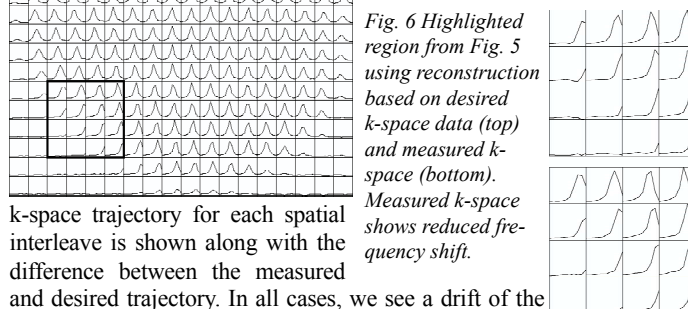 Fig. 6 Highlighted
region from Fig. 5
using reconstruction
based on desired
k-space data (top)
and measured k-
space (bottom).
Measured k-space
shows reduced fre-
quency shift.
k-space trajectory for each spatial
interleave is shown along with the
difference between the measured
and desired trajectory. In all cases, we see a drift of the